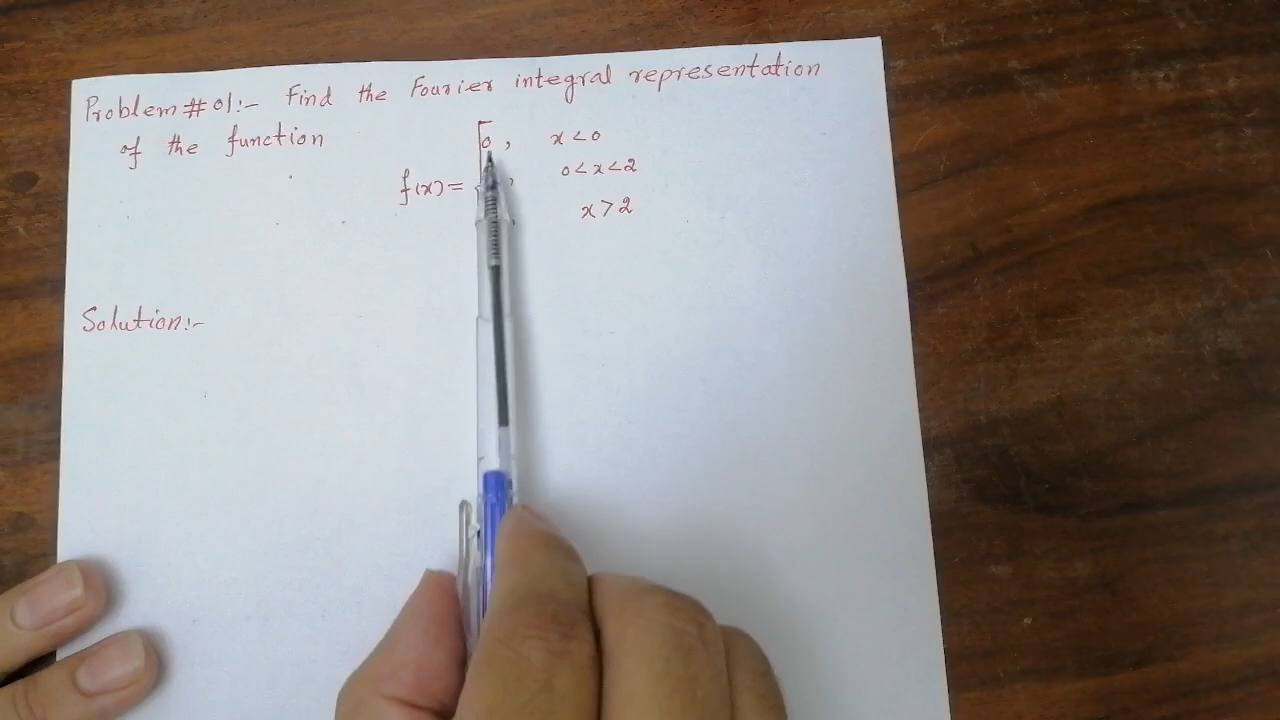 Problem # 01:- Find the Fourier integral representation
of the function
0, x < 0
f(x) = , 0 < x < 2
x > 2
Solution:-